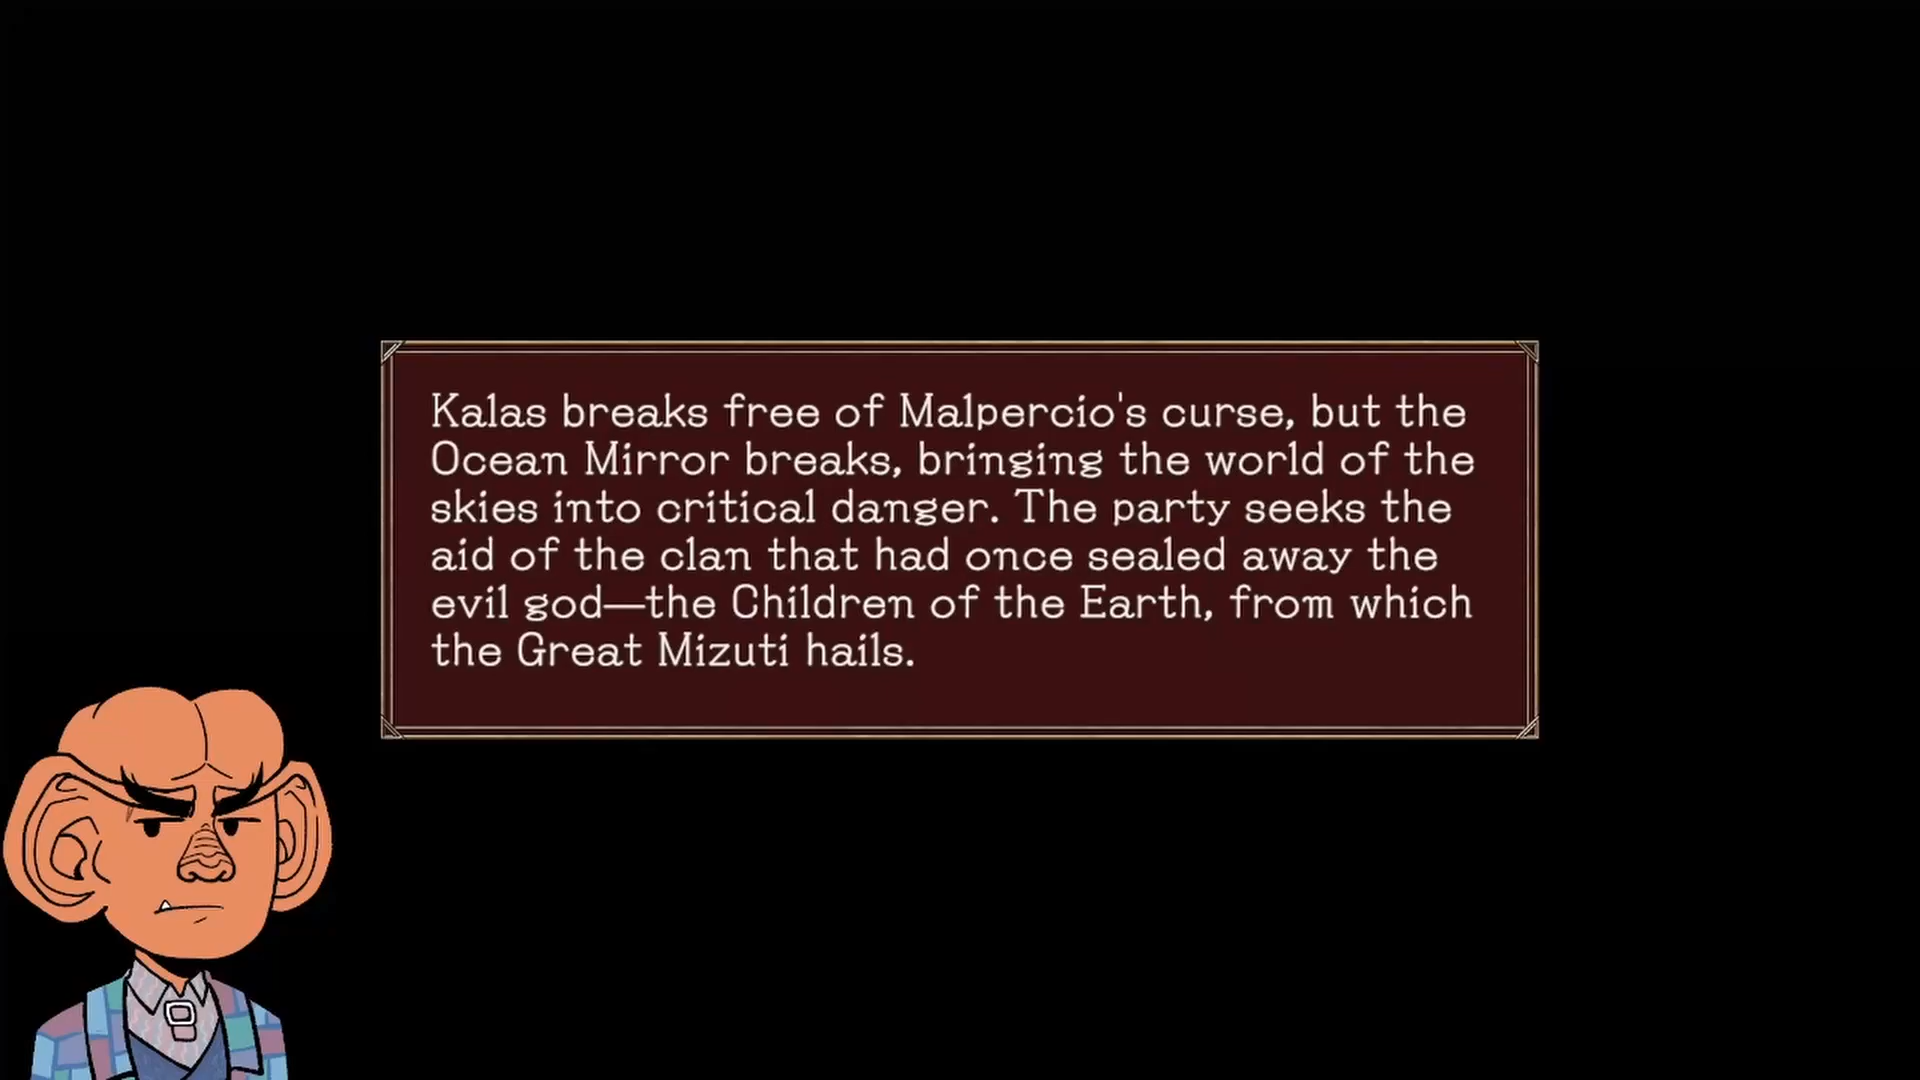 Kalas breaks free of Malpercio's curse, but the
Ocean Mirror breaks, bringing the world of the
skies into critical danger. The party seeks the
aid of the clan that had once sealed away the
evil god—the Children of the Earth, from which
the Great Mizuti hails.